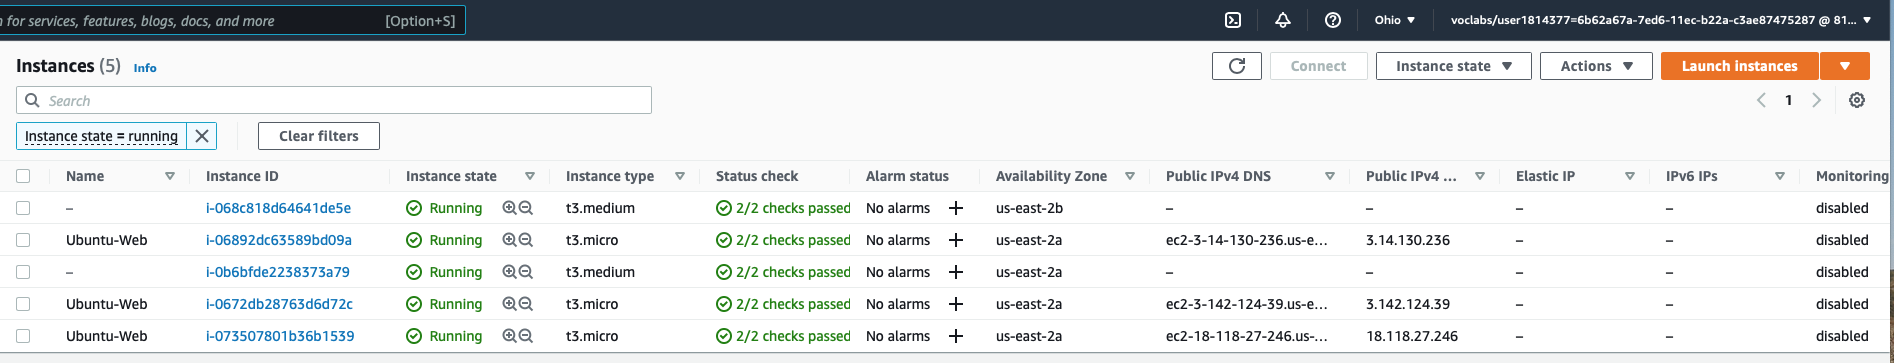 n for services, features, blogs, docs, and more [Option+S] Ohio ▼ voclabs/user1814377=6b62a67a-7ed6-11ec-b22a-c3ae87475287 @ 81... ▼
Instances (5) Info Connect Instance state ▼ Actions ▼ Launch instances ▼
Search 1
Instance state = running Clear filters
Name Instance ID Instance state Instance type Status check Alarm status Availability Zone Public IPv4 DNS Public IPv4 ... Elastic IP IPv6 IPs Monitoring
– i-068c818d64641de5e Running t3.medium 2/2 checks passed No alarms + us-east-2b – – – – disabled
Ubuntu-Web i-06892dc63589bd09a Running t3.micro 2/2 checks passed No alarms + us-east-2a ec2-3-14-130-236.us-e... 3.14.130.236 – – disabled
– i-0b6bfde2238373a79 Running t3.medium 2/2 checks passed No alarms + us-east-2a – – – – disabled
Ubuntu-Web i-0672db28763d6d72c Running t3.micro 2/2 checks passed No alarms + us-east-2a ec2-3-142-124-39.us-e... 3.142.124.39 – – disabled
Ubuntu-Web i-073507801b36b1539 Running t3.micro 2/2 checks passed No alarms + us-east-2a ec2-18-118-27-246.us-... 18.118.27.246 – – disabled